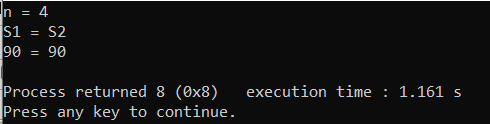 n = 4
S1 = S2
90 = 90
Process returned 8 (0x8)   execution time : 1.161 s
Press any key to continue.